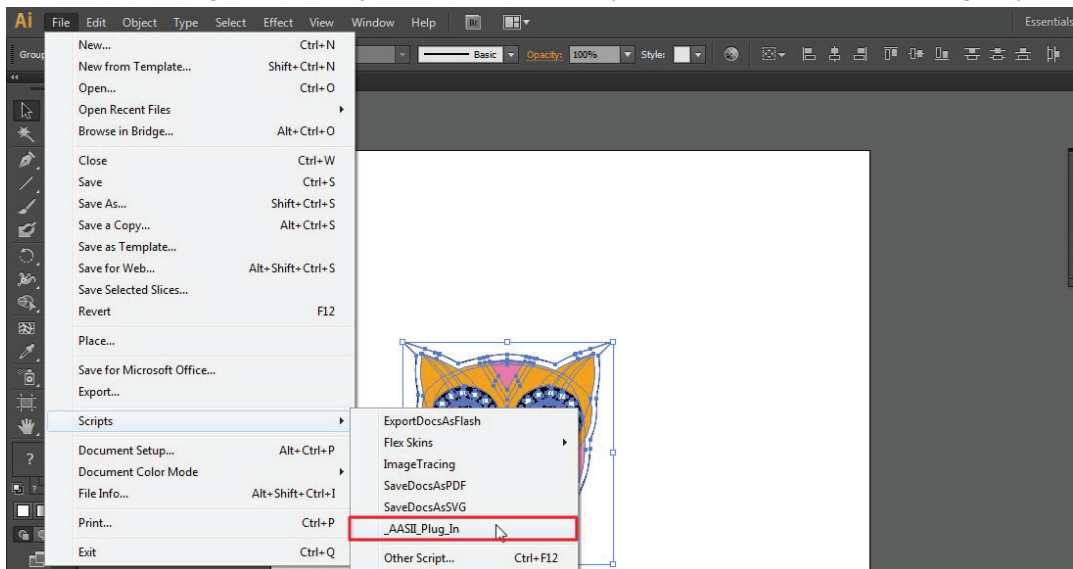 Ai File Edit Object Type Select Effect View Window Help Br Essentials
Group Basic Opacity: 100% Style:
New... Ctrl+N
New from Template... Shift+Ctrl+N
Open... Ctrl+O
Open Recent Files
Browse in Bridge... Alt+Ctrl+O
Close Ctrl+W
Save Ctrl+S
Save As... Shift+Ctrl+S
Save a Copy... Alt+Ctrl+S
Save as Template...
Save for Web... Alt+Shift+Ctrl+S
Save Selected Slices...
Revert F12
Place...
Save for Microsoft Office...
Export...
Scripts
Document Setup... Alt+Ctrl+P
Document Color Mode
File Info... Alt+Shift+Ctrl+I
Print... Ctrl+P
Exit Ctrl+Q
ExportDocsAsFlash
Flex Skins
ImageTracing
SaveDocsAsPDF
SaveDocsAsSVG
_AASII_Plug_In
Other Script... Ctrl+F12